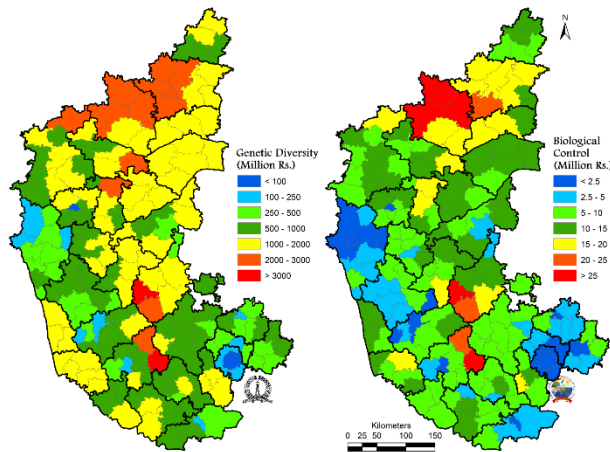 N
Genetic Diversity
(Million Rs.)
< 100
100 - 250
250 - 500
500 - 1000
1000 - 2000
2000 - 3000
> 3000
Biological
Control
(Million Rs.)
< 2.5
2.5 - 5
5 - 10
10 - 15
15 - 20
20 - 25
> 25
Kilometers
0 25 50 100 150